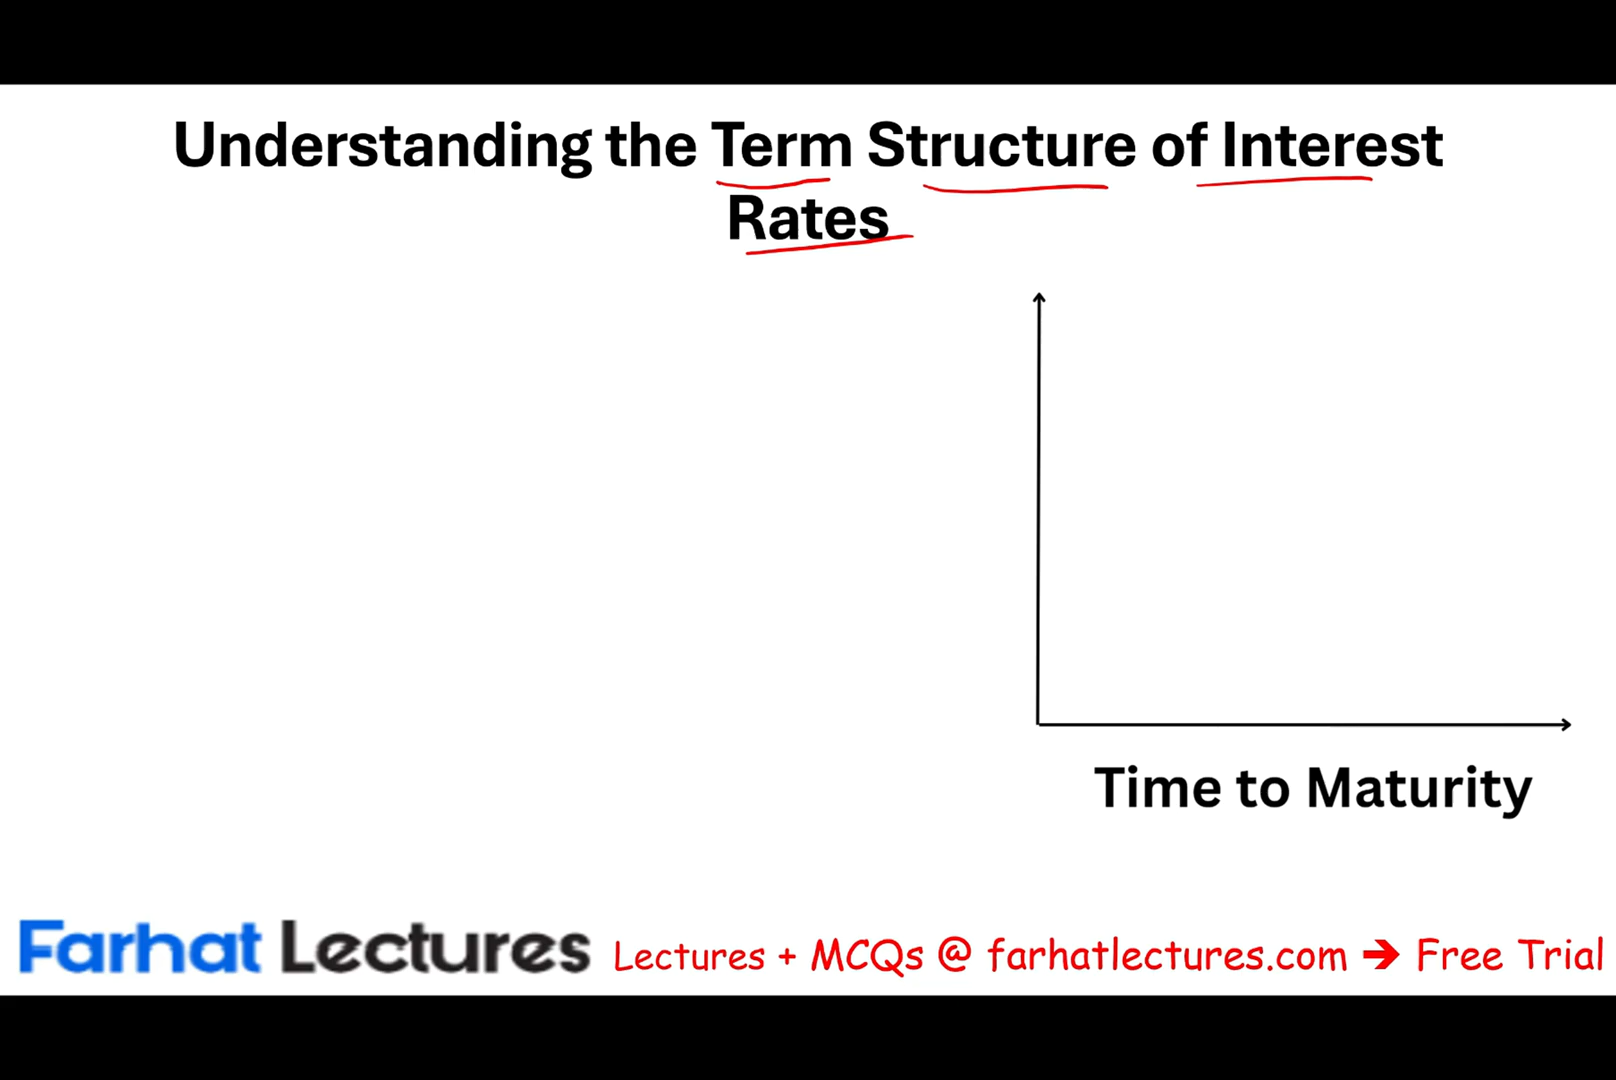 Understanding the Term Structure of Interest
Rates
Time to Maturity
Farhat Lectures Lectures + MCQs @ farhatlectures.com ➔ Free Trial